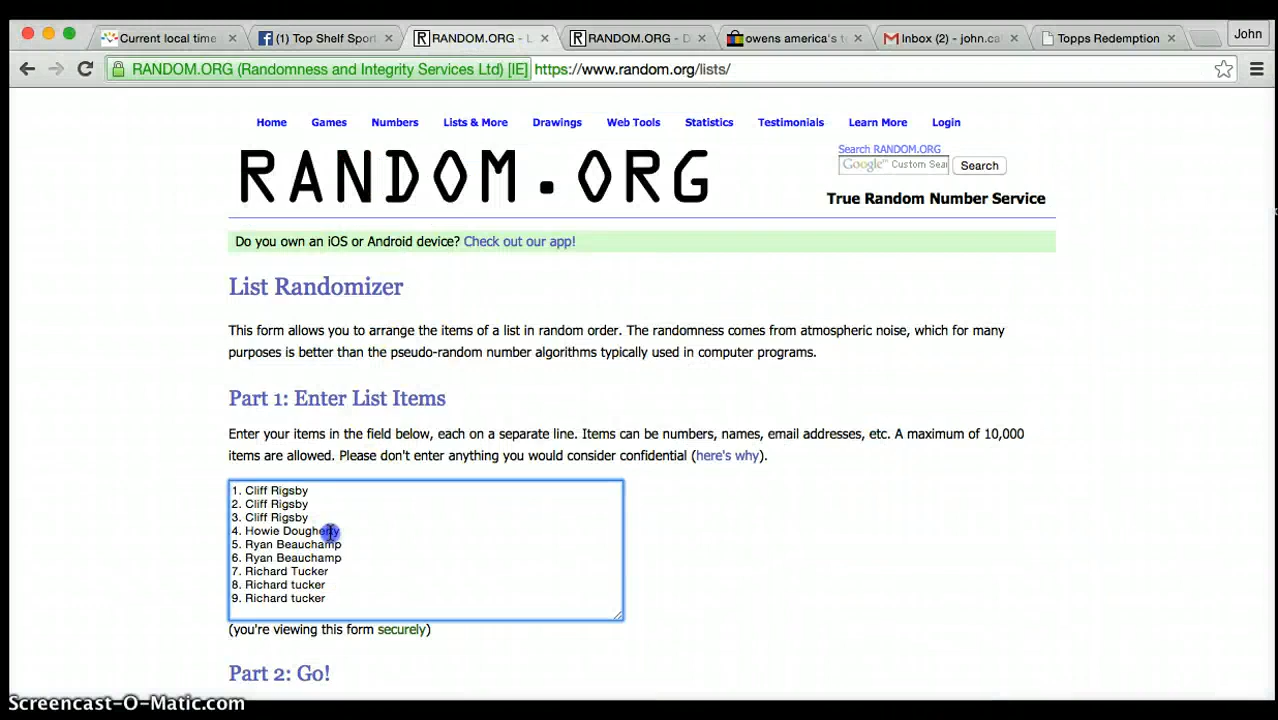 Current local time
(1) Top Shelf Sport
RANDOM.ORG - L
RANDOM.ORG - D
owens america's t
Inbox (2) - john.ca
Topps Redemption
John
RANDOM.ORG (Randomness and Integrity Services Ltd) [IE] https://www.random.org/lists/
Home Games Numbers Lists & More Drawings Web Tools Statistics Testimonials Learn More Login
RANDOM.ORG
Search RANDOM.ORG
Google™ Custom Sea Search
True Random Number Service
Do you own an iOS or Android device? Check out our app!
List Randomizer
This form allows you to arrange the items of a list in random order. The randomness comes from atmospheric noise, which for many
purposes is better than the pseudo-random number algorithms typically used in computer programs.
Part 1: Enter List Items
Enter your items in the field below, each on a separate line. Items can be numbers, names, email addresses, etc. A maximum of 10,000
items are allowed. Please don't enter anything you would consider confidential (here's why).
1. Cliff Rigsby
2. Cliff Rigsby
3. Cliff Rigsby
4. Howie Dougherty
5. Ryan Beauchamp
6. Ryan Beauchamp
7. Richard Tucker
8. Richard tucker
9. Richard tucker
(you're viewing this form securely)
Part 2: Go!
Screencast-O-Matic.com